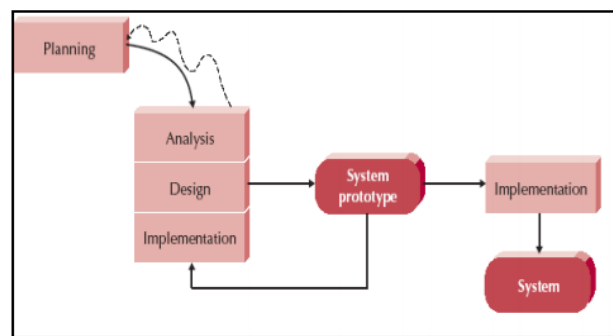 Planning
Analysis
Design
Implementation
System
prototype
Implementation
System